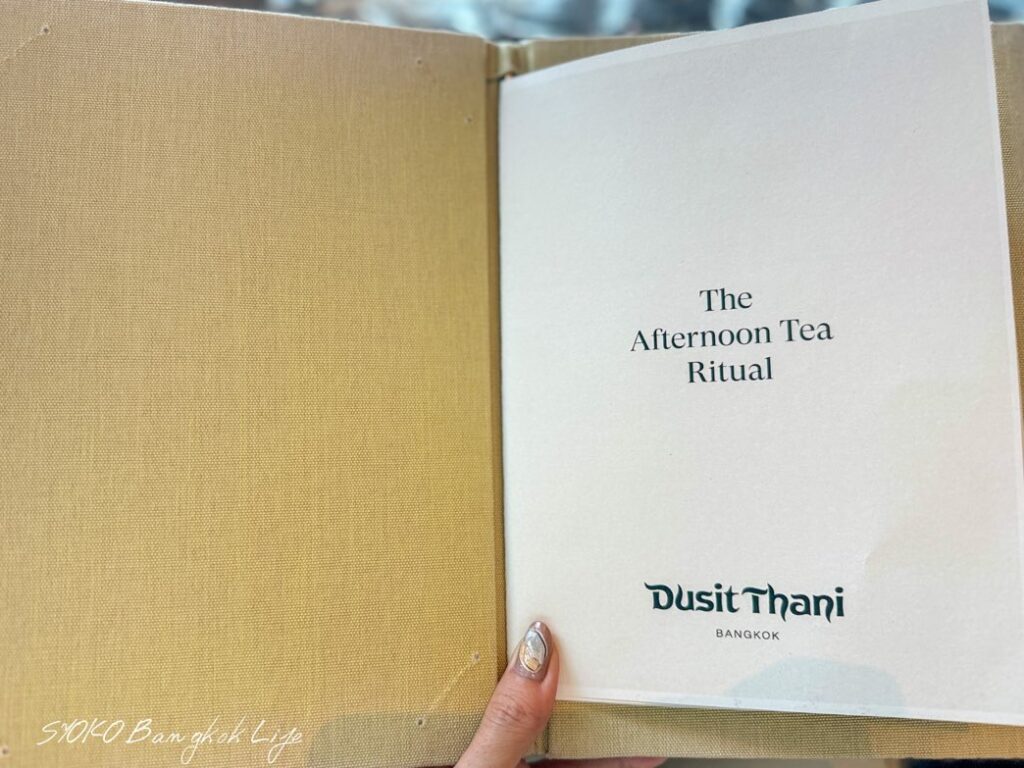 The
Afternoon Tea
Ritual
Dusit Thani
BANGKOK
SYOKO Bangkok Life